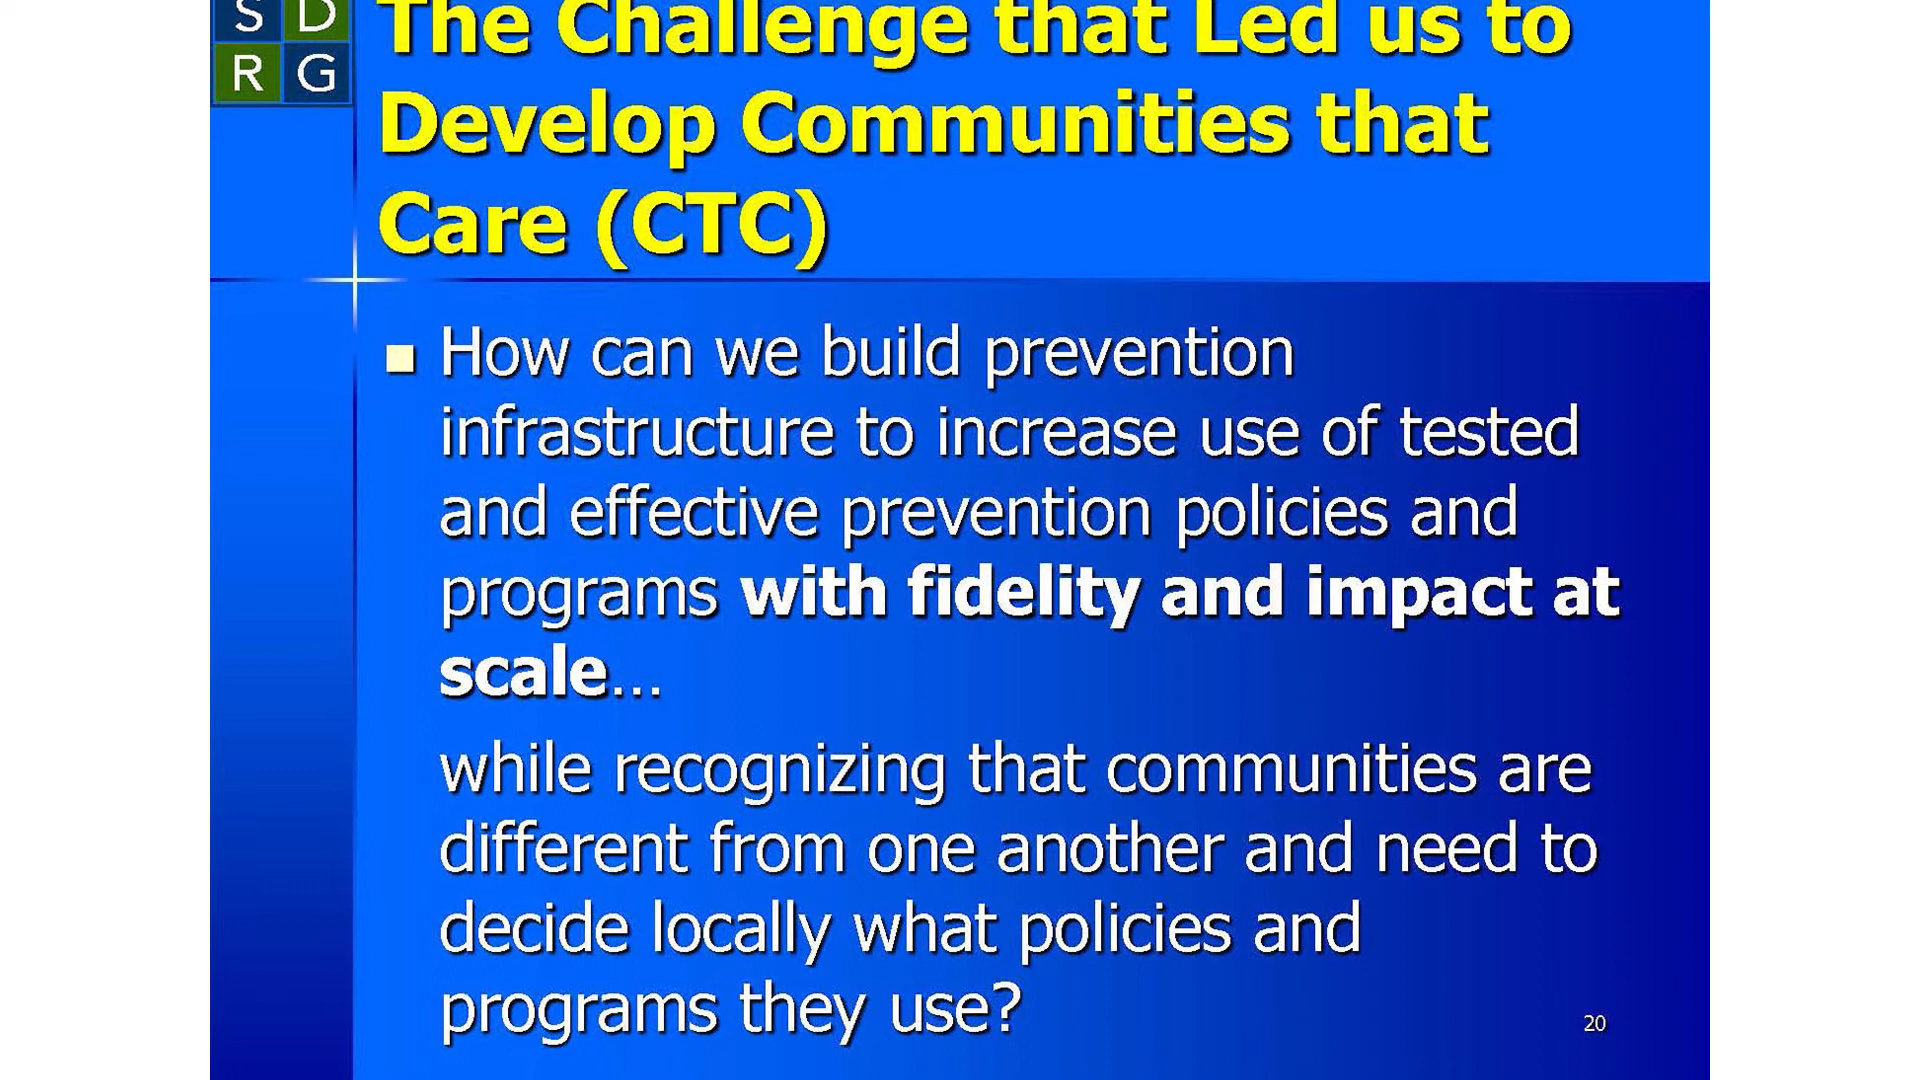 S D
R G
The Challenge that Led us to
Develop Communities that
Care (CTC)
How can we build prevention
infrastructure to increase use of tested
and effective prevention policies and
programs with fidelity and impact at
scale…
while recognizing that communities are
different from one another and need to
decide locally what policies and
programs they use?
20